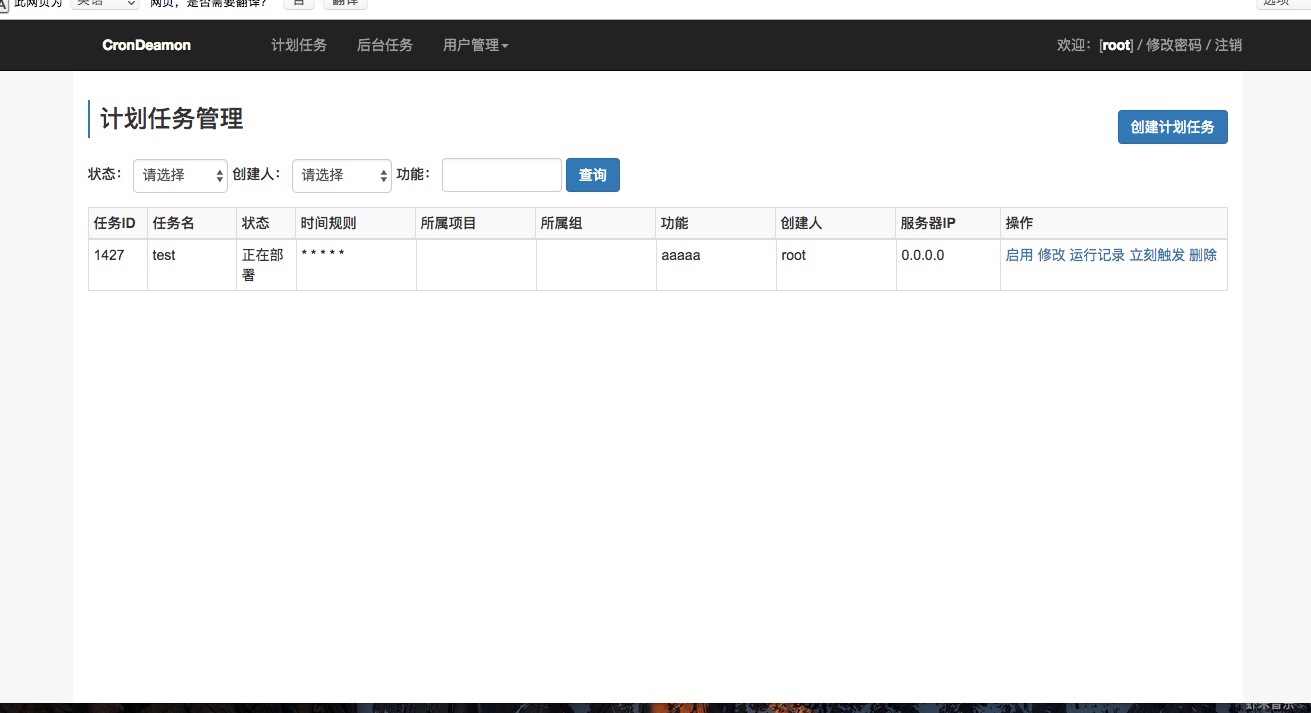 此网页为 英语 网页，是否需要翻译？ 否 翻译 选项
CronDeamon 计划任务 后台任务 用户管理 欢迎：[root] / 修改密码 / 注销
计划任务管理
创建计划任务
状态： 请选择 创建人： 请选择 功能： 查询
任务ID 任务名 状态 时间规则 所属项目 所属组 功能 创建人 服务器IP 操作
1427 test 正在部 * * * * * aaaaa root 0.0.0.0 启用 修改 运行记录 立刻触发 删除
署
虾米音乐